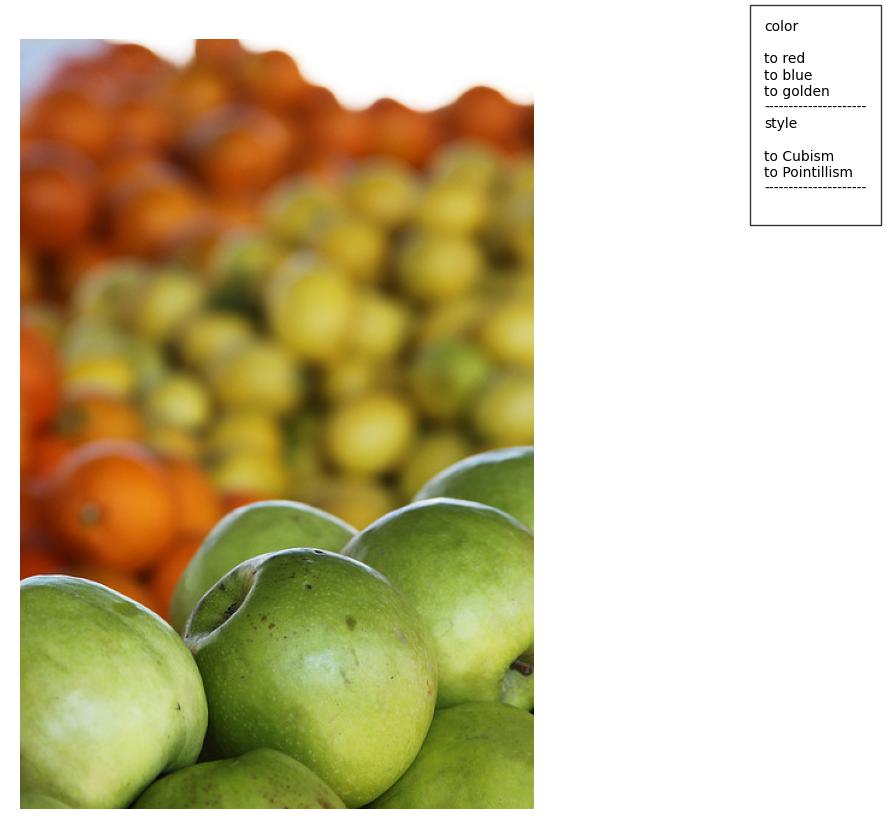 color
to red
to blue
to golden
---------------------
style
to Cubism
to Pointillism
---------------------